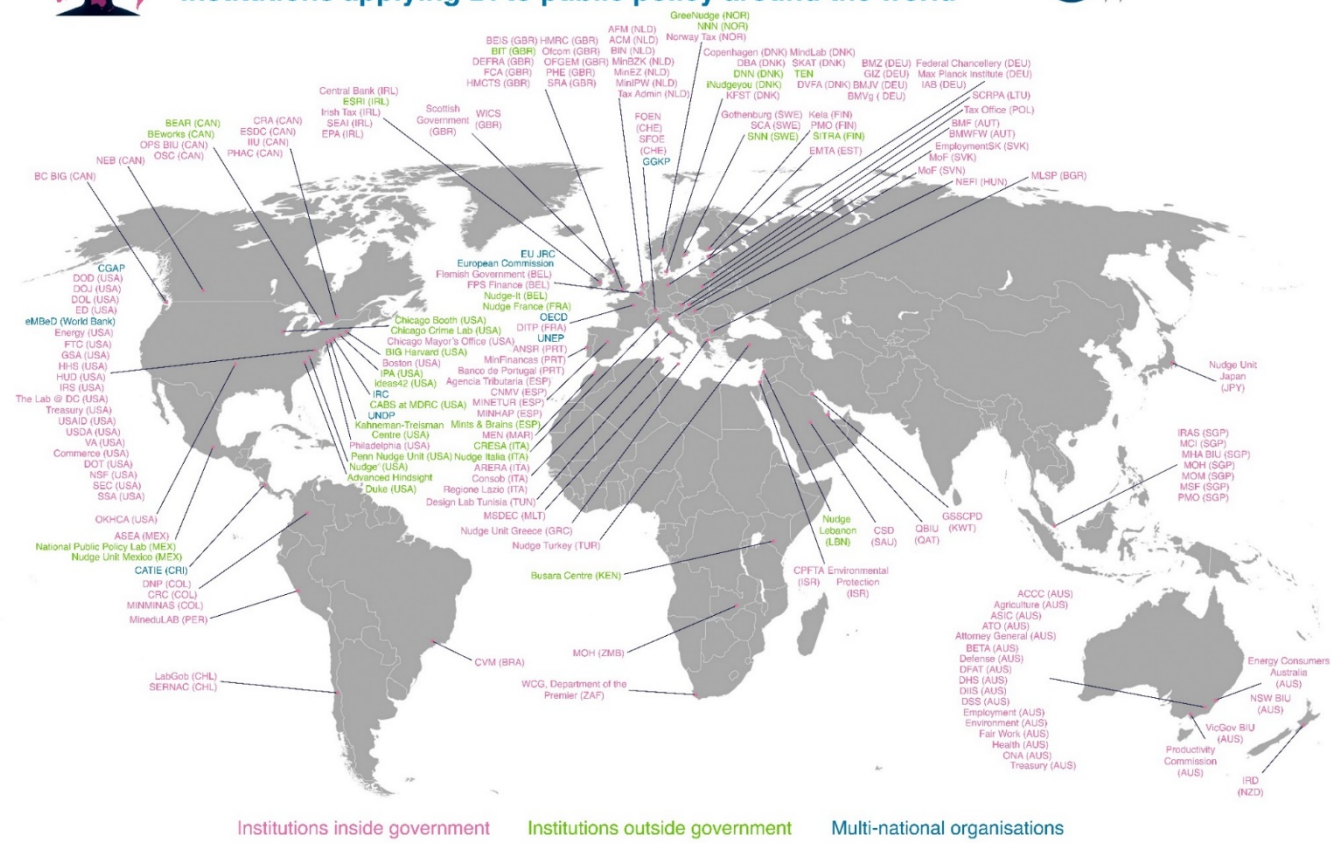 Institutions applying BI to public policy around the world
GreeNudge (NOR)
NNN (NOR)
Norway Tax (NOR)
AFM (NLD)
ACM (NLD)
BIN (NLD)
MinBZK (NLD)
MinEZ (NLD)
MinIPW (NLD)
Tax Admin (NLD)
BEIS (GBR) HMRC (GBR)
BIT (GBR) Ofcom (GBR)
DEFRA (GBR) OFGEM (GBR)
FCA (GBR) PHE (GBR)
HMCTS (GBR) SRA (GBR)
Copenhagen (DNK) MindLab (DNK)
DBA (DNK) SKAT (DNK)
DNN (DNK) TEN
iNudgeyou (DNK) DVFA (DNK)
KFST (DNK)
BMZ (DEU) Federal Chancellery (DEU)
GIZ (DEU) Max Planck Institute (DEU)
BMJV (DEU) IAB (DEU)
BMVg ( DEU)
SCRPA (LTU)
Tax Office (POL)
BMF (AUT)
BMWFW (AUT)
EmploymentSK (SVK)
MoF (SVK)
MoF (SVN)
NEFI (HUN)
MLSP (BGR)
Central Bank (IRL)
ESRI (IRL)
Irish Tax (IRL)
SEAI (IRL)
EPA (IRL)
Scottish
Government
(GBR)
WICS
(GBR)
FOEN
(CHE)
SFOE
(CHE)
GGKP
Gothenburg (SWE) Kela (FIN)
SCA (SWE) PMO (FIN)
SNN (SWE) SITRA (FIN)
EMTA (EST)
BEAR (CAN)
BEworks (CAN)
OPS BIU (CAN)
OSC (CAN)
CRA (CAN)
ESDC (CAN)
IIU (CAN)
PHAC (CAN)
NEB (CAN)
BC BIG (CAN)
CGAP
DOD (USA)
DOJ (USA)
DOL (USA)
ED (USA)
eMBeD (World Bank)
Energy (USA)
FTC (USA)
GSA (USA)
HHS (USA)
HUD (USA)
IRS (USA)
The Lab @ DC (USA)
Treasury (USA)
USAID (USA)
USDA (USA)
VA (USA)
Commerce (USA)
DOT (USA)
NSF (USA)
SEC (USA)
SSA (USA)
OKHCA (USA)
ASEA (MEX)
National Public Policy Lab (MEX)
Nudge Unit Mexico (MEX)
CATIE (CRI)
DNP (COL)
CRC (COL)
MINMINAS (COL)
MineduLAB (PER)
LabGob (CHL)
SERNAC (CHL)
CVM (BRA)
Chicago Booth (USA)
Chicago Crime Lab (USA)
Chicago Mayor's Office (USA)
BIG Harvard (USA)
Boston (USA)
IPA (USA)
ideas42 (USA)
IRC
CABS at MDRC (USA)
UNDP
Kahneman-Treisman
Centre (USA)
Philadelphia (USA)
Penn Nudge Unit (USA)
Nudge² (USA)
Advanced Hindsight
Duke (USA)
EU JRC
European Commission
Flemish Government (BEL)
FPS Finance (BEL)
Nudge-It (BEL)
Nudge France (FRA)
OECD
DITP (FRA)
UNEP
ANSR (PRT)
MinFinancas (PRT)
Banco de Portugal (PRT)
Agencia Tributaria (ESP)
CNMV (ESP)
MINETUR (ESP)
MINHAP (ESP)
Mints & Brains (ESP)
MEN (MAR)
CRESA (ITA)
Nudge Italia (ITA)
ARERA (ITA)
Consob (ITA)
Regione Lazio (ITA)
Design Lab Tunisia (TUN)
MSDEC (MLT)
Nudge Unit Greece (GRC)
Nudge Turkey (TUR)
Busara Centre (KEN)
MOH (ZMB)
WCG, Department of the
Premier (ZAF)
Nudge
Lebanon
(LBN)
CPFTA
(ISR)
Environmental
Protection
(ISR)
CSD
(SAU)
QBIU
(QAT)
GSSCPD
(KWT)
Nudge Unit
Japan
(JPY)
IRAS (SGP)
MCI (SGP)
MHA BIU (SGP)
MOH (SGP)
MOM (SGP)
MSF (SGP)
PMO (SGP)
ACCC (AUS)
Agriculture (AUS)
ASIC (AUS)
ATO (AUS)
Attorney General (AUS)
BETA (AUS)
Defense (AUS)
DFAT (AUS)
DHS (AUS)
DIIS (AUS)
DSS (AUS)
Employment (AUS)
Environment (AUS)
Fair Work (AUS)
Health (AUS)
ONA (AUS)
Treasury (AUS)
Energy Consumers
Australia
(AUS)
NSW BIU
(AUS)
VicGov BIU
(AUS)
Productivity
Commission
(AUS)
IRD
(NZD)
Institutions inside government
Institutions outside government
Multi-national organisations